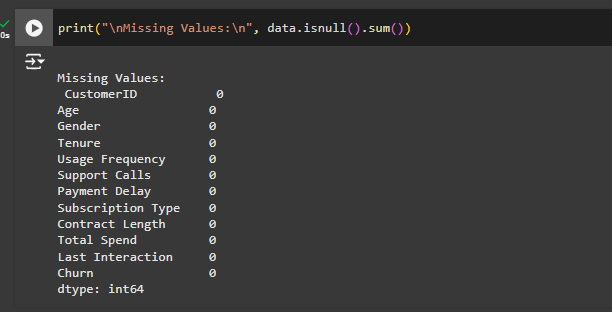 print("\nMissing Values:\n", data.isnull().sum())
0s
Missing Values:
CustomerID 0
Age 0
Gender 0
Tenure 0
Usage Frequency 0
Support Calls 0
Payment Delay 0
Subscription Type 0
Contract Length 0
Total Spend 0
Last Interaction 0
Churn 0
dtype: int64